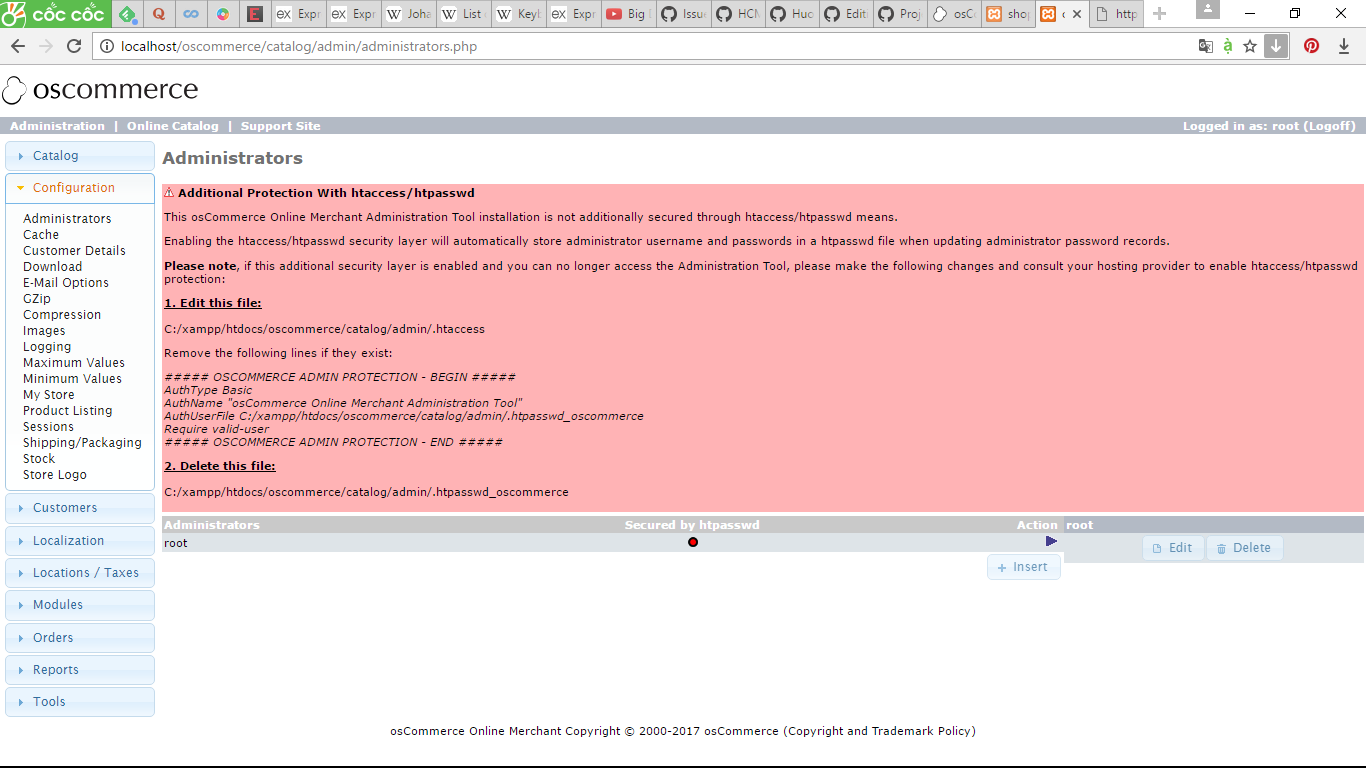 cốc cốc
Q
E
ex Expr
ex Expr
W Joha
W List
W Keyb
ex Expr
Big
Issue
HCM
Huo
Edit
Proj
osC
shop
http
localhost/oscommerce/catalog/admin/administrators.php
oscommerce
Administration | Online Catalog | Support Site
Logged in as: root (Logoff)
Catalog
Configuration
Administrators
Cache
Customer Details
Download
E-Mail Options
GZip
Compression
Images
Logging
Maximum Values
Minimum Values
My Store
Product Listing
Sessions
Shipping/Packaging
Stock
Store Logo
Customers
Localization
Locations / Taxes
Modules
Orders
Reports
Tools
Administrators
Additional Protection With htaccess/htpasswd
This osCommerce Online Merchant Administration Tool installation is not additionally secured through htaccess/htpasswd means.
Enabling the htaccess/htpasswd security layer will automatically store administrator username and passwords in a htpasswd file when updating administrator password records.
Please note, if this additional security layer is enabled and you can no longer access the Administration Tool, please make the following changes and consult your hosting provider to enable htaccess/htpasswd
protection:
1. Edit this file:
C:/xampp/htdocs/oscommerce/catalog/admin/.htaccess
Remove the following lines if they exist:
##### OSCOMMERCE ADMIN PROTECTION - BEGIN #####
AuthType Basic
AuthName "osCommerce Online Merchant Administration Tool"
AuthUserFile C:/xampp/htdocs/oscommerce/catalog/admin/.htpasswd_oscommerce
Require valid-user
##### OSCOMMERCE ADMIN PROTECTION - END #####
2. Delete this file:
C:/xampp/htdocs/oscommerce/catalog/admin/.htpasswd_oscommerce
Administrators Secured by htpasswd Action root
root
Edit Delete
Insert
osCommerce Online Merchant Copyright © 2000-2017 osCommerce (Copyright and Trademark Policy)